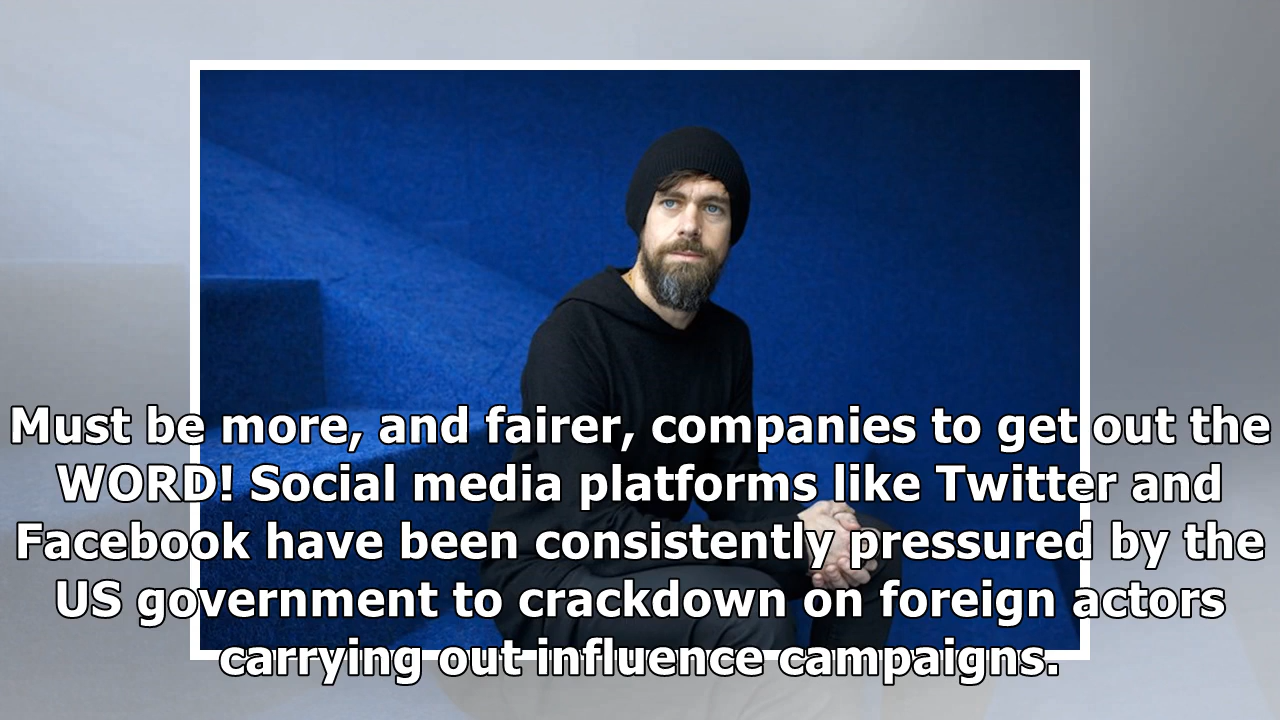 Must be more, and fairer, companies to get out the
WORD! Social media platforms like Twitter and
Facebook have been consistently pressured by the
US government to crackdown on foreign actors
carrying out influence campaigns.